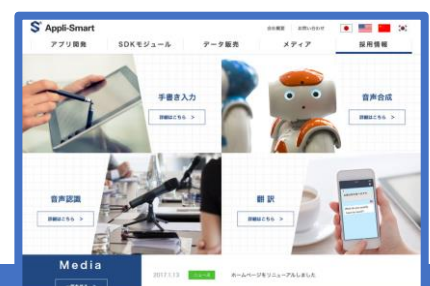 Appli-Smart
会社概要 お問い合わせ
アプリ開発 SDKモジュール データ販売 メディア 採用情報
手書き入力
詳細はこちら >
音声合成
詳細はこちら >
音声認識
詳細はこちら >
翻訳
詳細はこちら >
Media
2017.1.13 ニュース ホームページをリニューアルしました